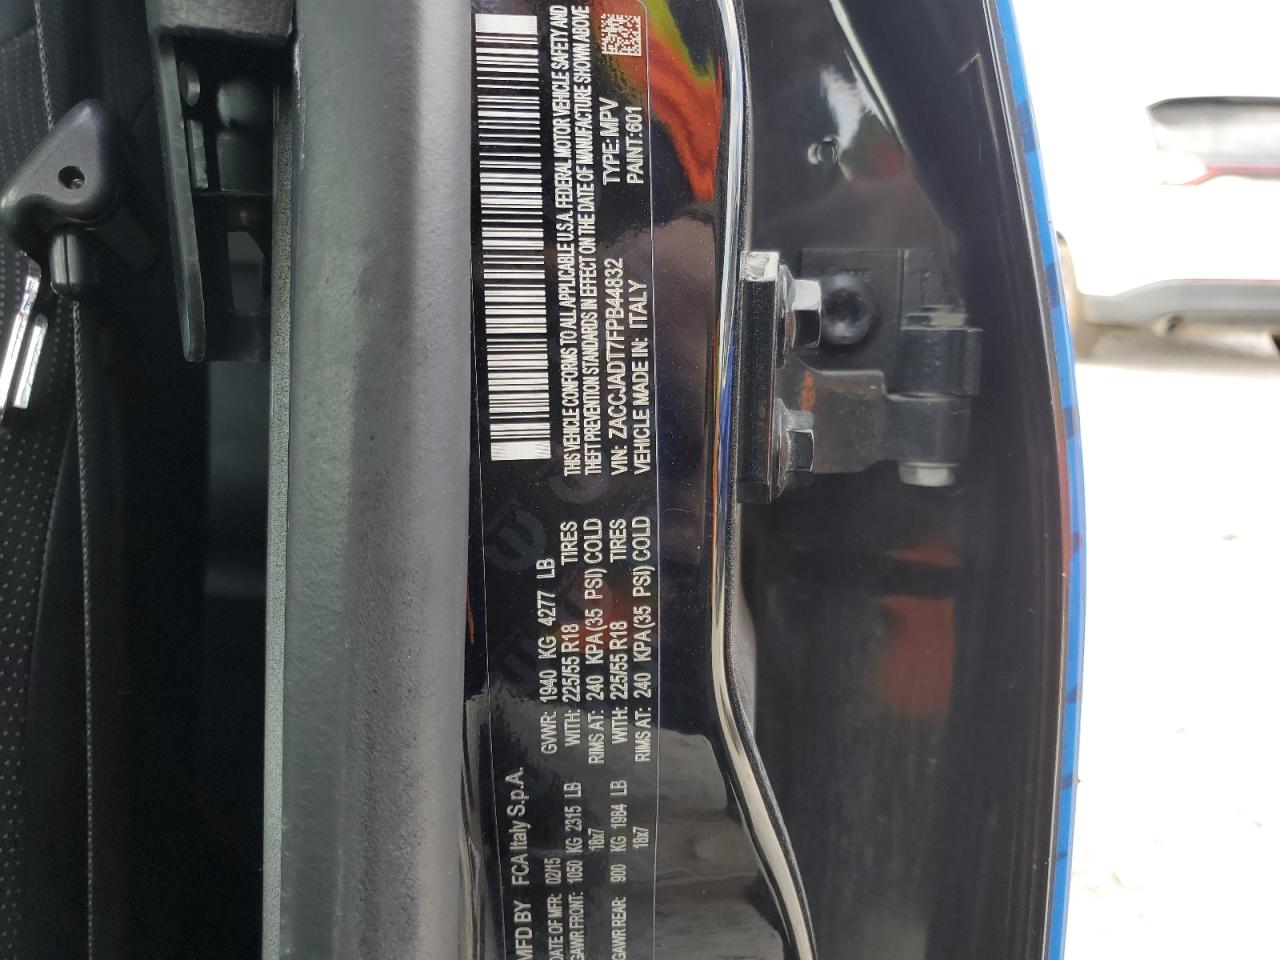 MFD BY FCA Italy S.p.A.
DATE OF MFR: 02/15 GVWR: 1940 KG 4277 LB
GAWR FRONT: 1050 KG 2315 LB WITH: 225/55 R18 TIRES
18x7 RIMS AT: 240 KPA (35 PSI) COLD
GAWR REAR: 900 KG 1984 LB WITH: 225/55 R18 TIRES
18x7 RIMS AT: 240 KPA (35 PSI) COLD
THIS VEHICLE CONFORMS TO ALL APPLICABLE U.S.A. FEDERAL MOTOR VEHICLE SAFETY AND
THEFT PREVENTION STANDARDS IN EFFECT ON THE DATE OF MANUFACTURE SHOWN ABOVE
VIN: ZACCJADT7FPB44832 TYPE: MPV
VEHICLE MADE IN: ITALY PAINT:601